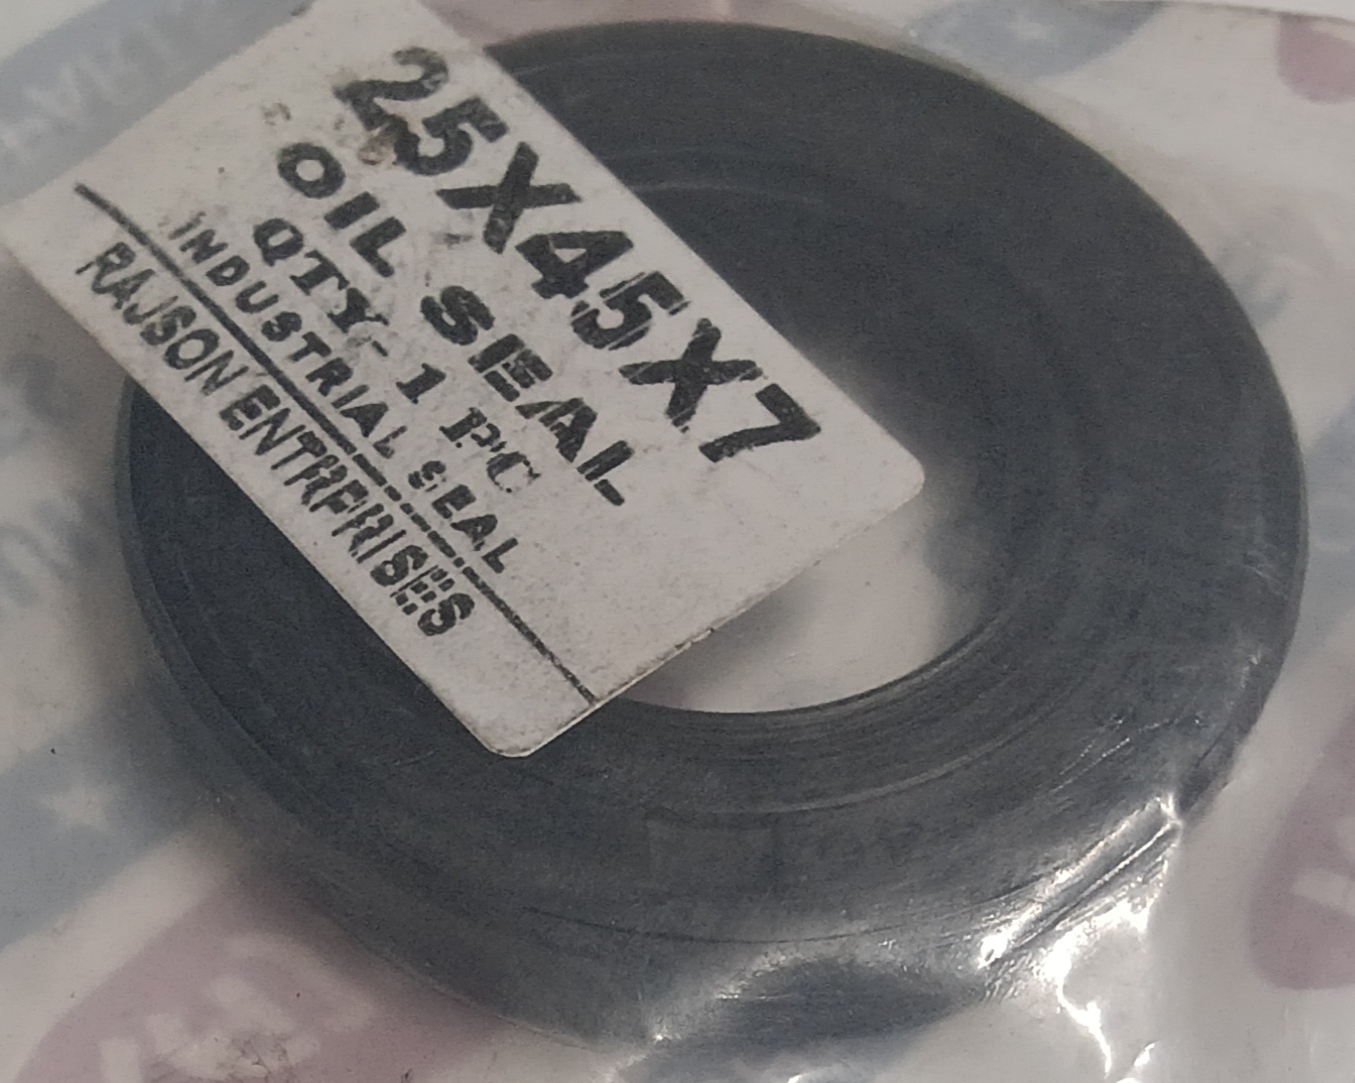 25X45X7
OIL SEAL
QTY- 1 PC
INDUSTRIAL SEAL
RAJSON ENTRPRISES